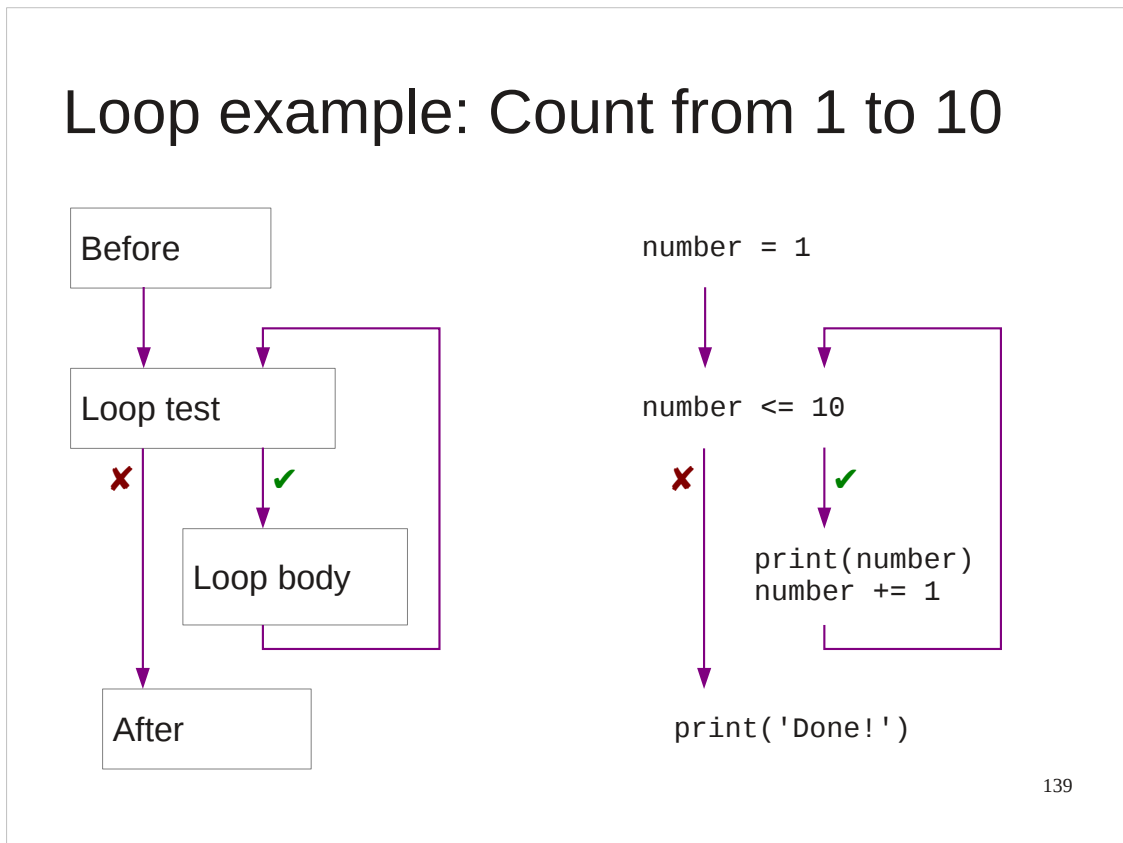 Loop example: Count from 1 to 10
Before
Loop test
✘
✔
Loop body
After
number = 1
number <= 10
✘
✔
print(number)
number += 1
print('Done!')
139